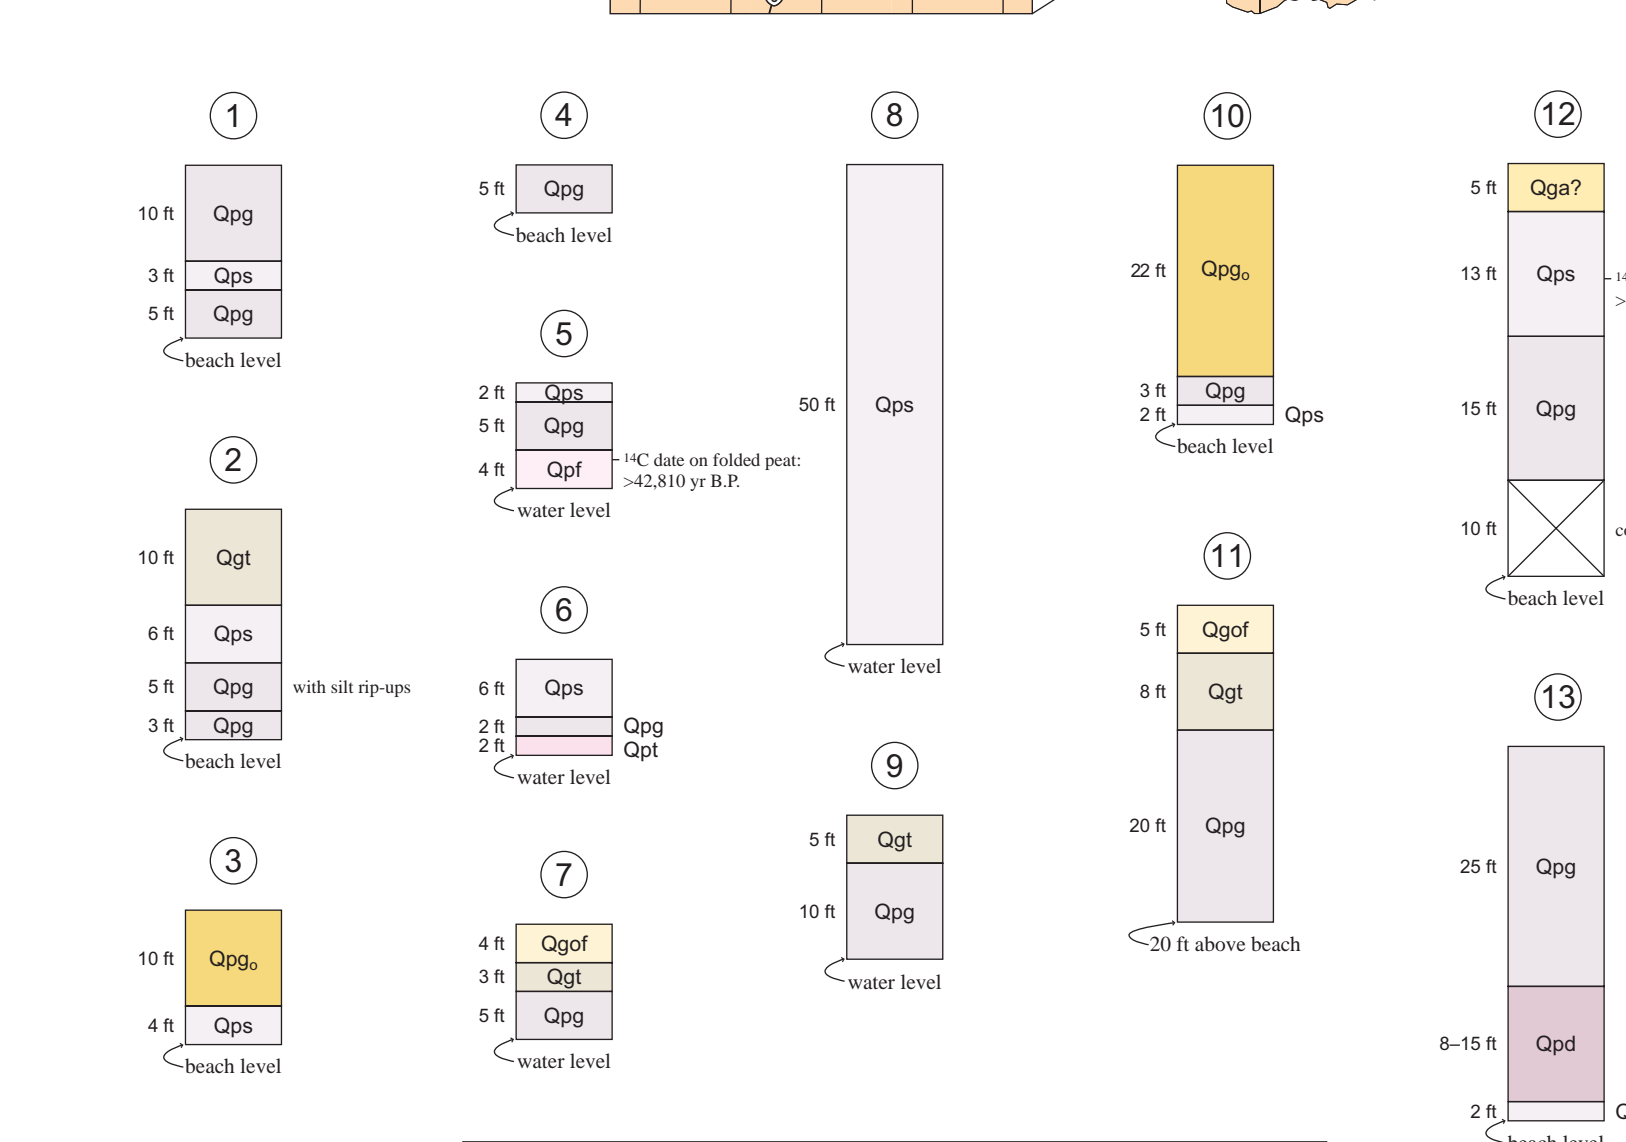 1
10 ft Qpg
3 ft Qps
5 ft Qpg
beach level
2
10 ft Qgt
6 ft Qps
5 ft Qpg with silt rip-ups
3 ft Qpg
beach level
3
10 ft Qpgo
4 ft Qps
beach level
4
5 ft Qpg
beach level
5
2 ft Qps
5 ft Qpg
4 ft Qpf
14C date on folded peat:
>42,810 yr B.P.
water level
6
6 ft Qps
2 ft Qpg
2 ft Qpt
water level
7
4 ft Qgof
3 ft Qgt
5 ft Qpg
water level
8
50 ft Qps
water level
9
5 ft Qgt
10 ft Qpg
water level
10
22 ft Qpgo
3 ft Qpg
2 ft Qps
beach level
11
5 ft Qgof
8 ft Qgt
20 ft Qpg
20 ft above beach
12
5 ft Qga?
13 ft Qps 14
>
15 ft Qpg
10 ft
beach level
13
25 ft Qpg
8–15 ft Qpd
2 ft
beach level